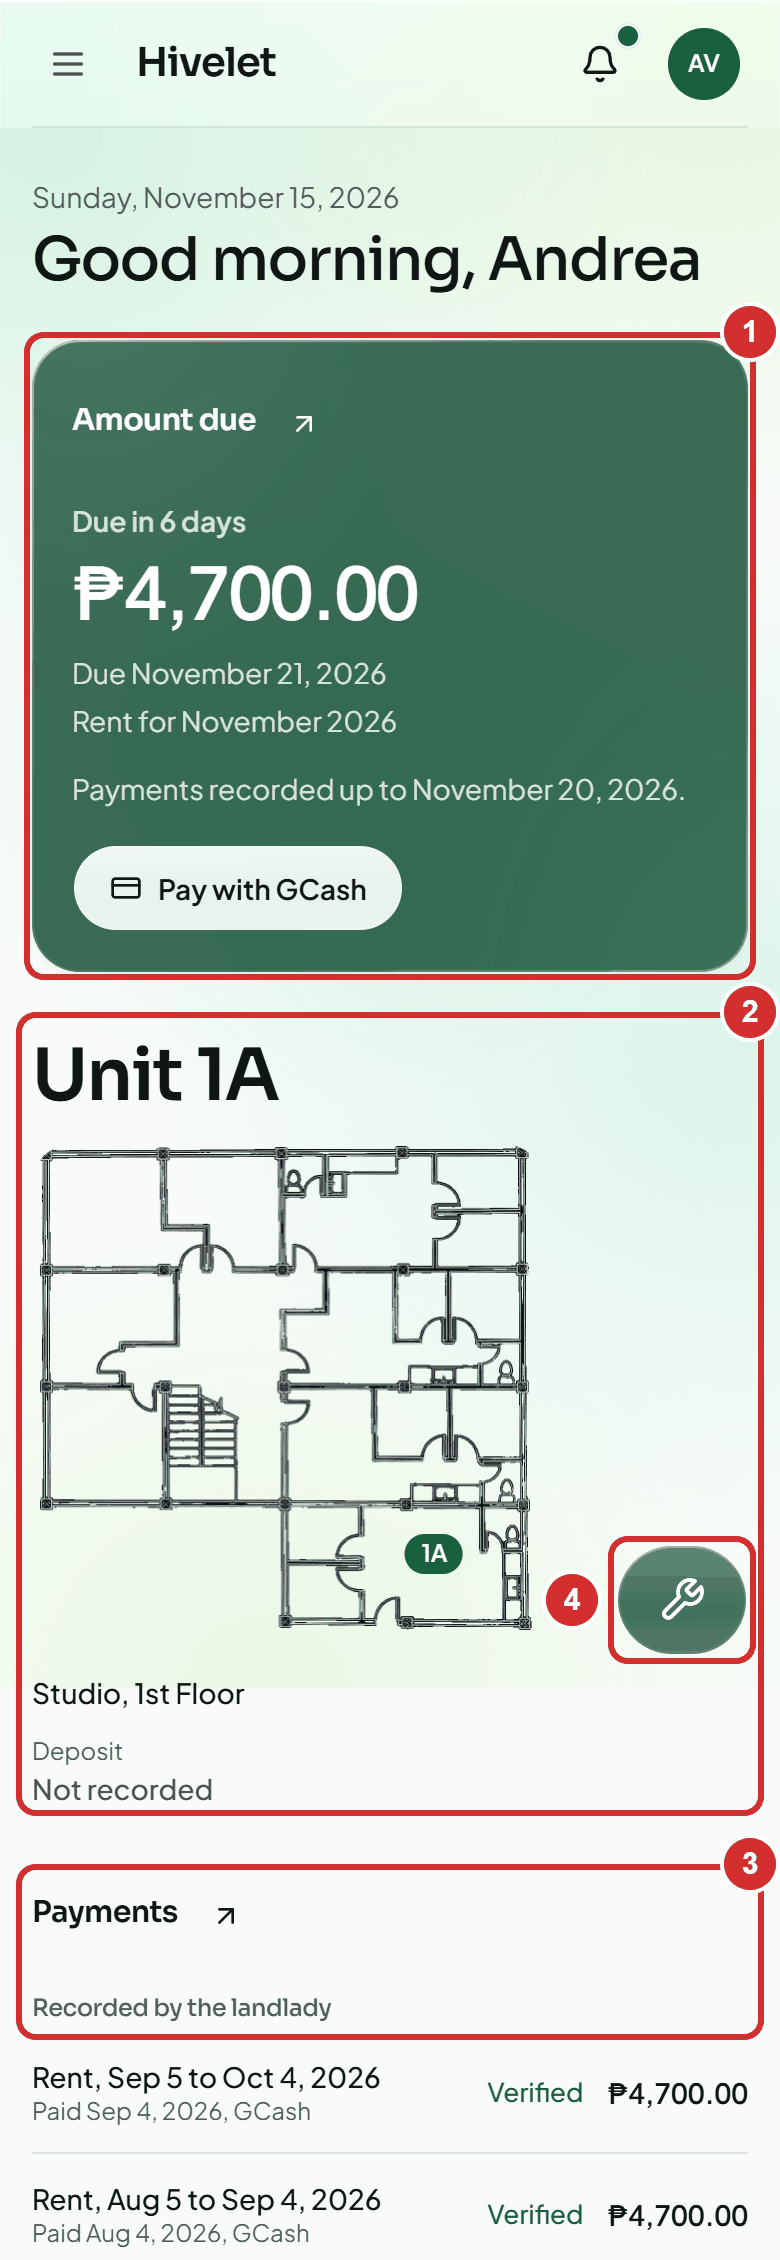 Hivelet
AV
Sunday, November 15, 2026
Good morning, Andrea
1
Amount due
Due in 6 days
₱4,700.00
Due November 21, 2026
Rent for November 2026
Payments recorded up to November 20, 2026.
Pay with GCash
2
Unit 1A
1A
4
Studio, 1st Floor
Deposit
Not recorded
3
Payments
Recorded by the landlady
Rent, Sep 5 to Oct 4, 2026
Verified ₱4,700.00
Paid Sep 4, 2026, GCash
Rent, Aug 5 to Sep 4, 2026
Verified ₱4,700.00
Paid Aug 4, 2026, GCash